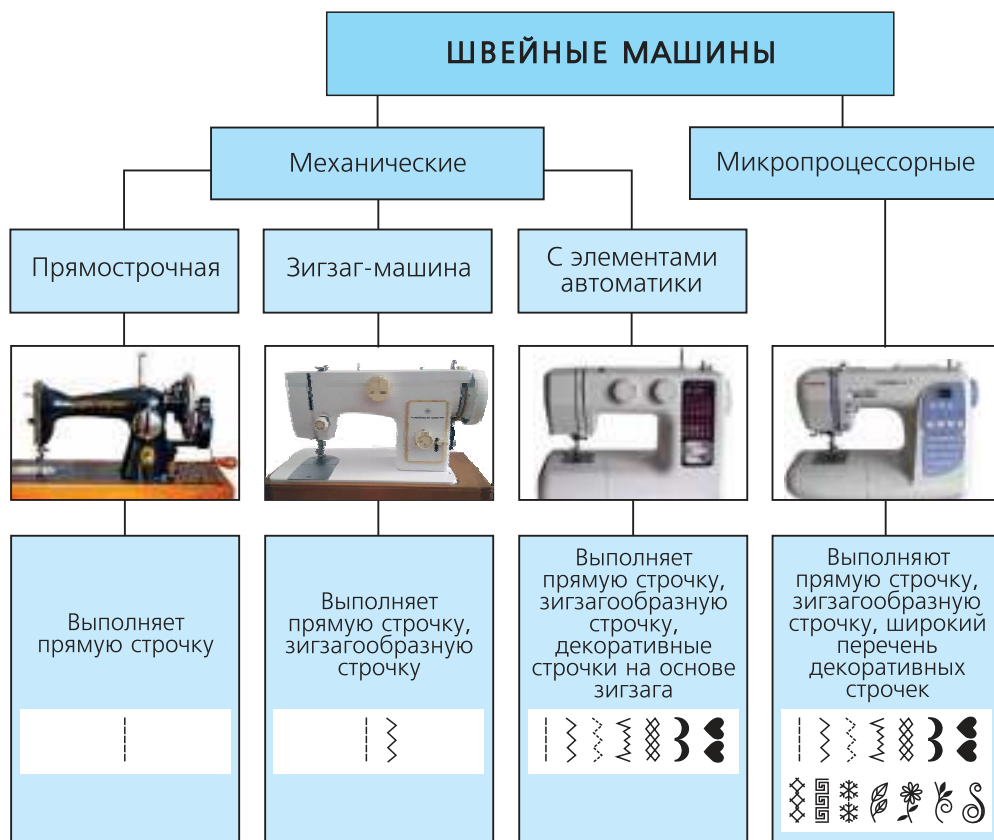 ШВЕЙНЫЕ МАШИНЫ
Механические
Микропроцессорные
Прямострочная
Зигзаг-машина
С элементами
автоматики
Выполняет
прямую строчку
Выполняет
прямую строчку,
зигзагообразную
строчку
Выполняет
прямую строчку,
зигзагообразную
строчку,
декоративные
строчки на основе
зигзага
Выполняют
прямую строчку,
зигзагообразную
строчку, широкий
перечень
декоративных
строчек